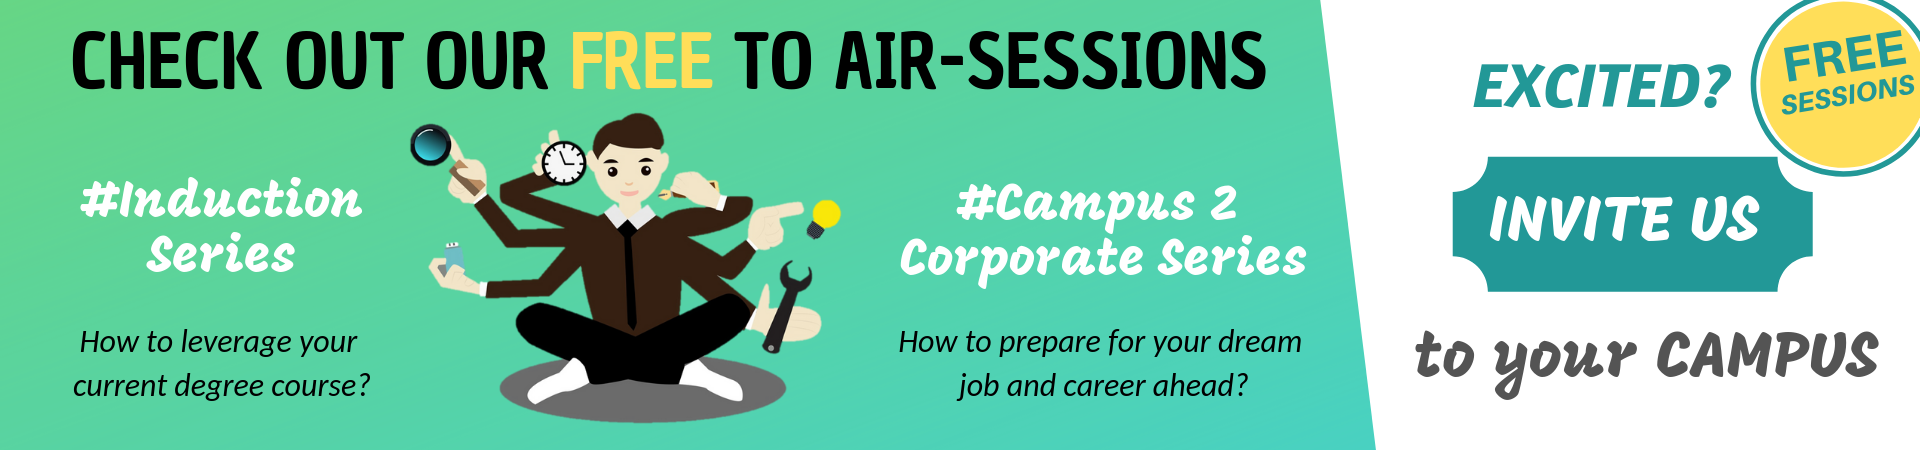 CHECK OUT OUR FREE TO AIR-SESSIONS
#Induction
Series
How to leverage your
current degree course?
#Campus 2
Corporate Series
How to prepare for your dream
job and career ahead?
EXCITED?
FREE
SESSIONS
INVITE US
to your CAMPUS